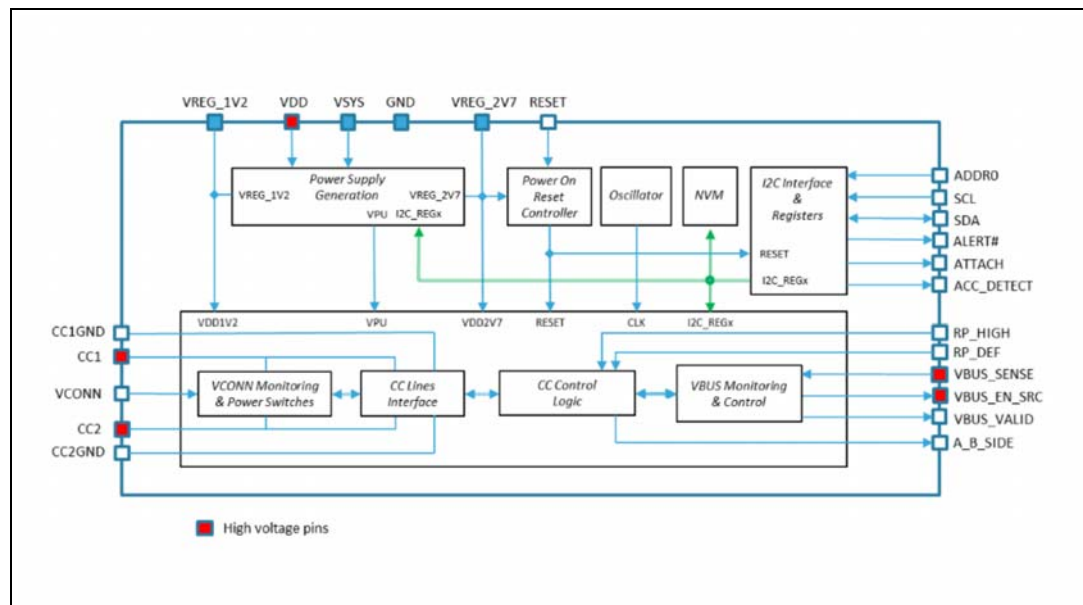 VREG_1V2 VDD VSYS GND VREG_2V7 RESET
Power Supply
Generation
VREG_1V2
VREG_2V7
VPU I2C_REGx
Power On
Reset
Controller
Oscillator
NVM
I2C Interface
&
Registers
RESET
I2C_REGx
ADDR0
SCL
SDA
ALERT#
ATTACH
ACC_DETECT
VDD1V2 VPU VDD2V7 RESET CLK I2C_REGx
CC1GND
CC1
VCONN
CC2
CC2GND
VCONN Monitoring
& Power Switches
CC Lines
Interface
CC Control
Logic
VBUS Monitoring
& Control
RP_HIGH
RP_DEF
VBUS_SENSE
VBUS_EN_SRC
VBUS_VALID
A_B_SIDE
High voltage pins